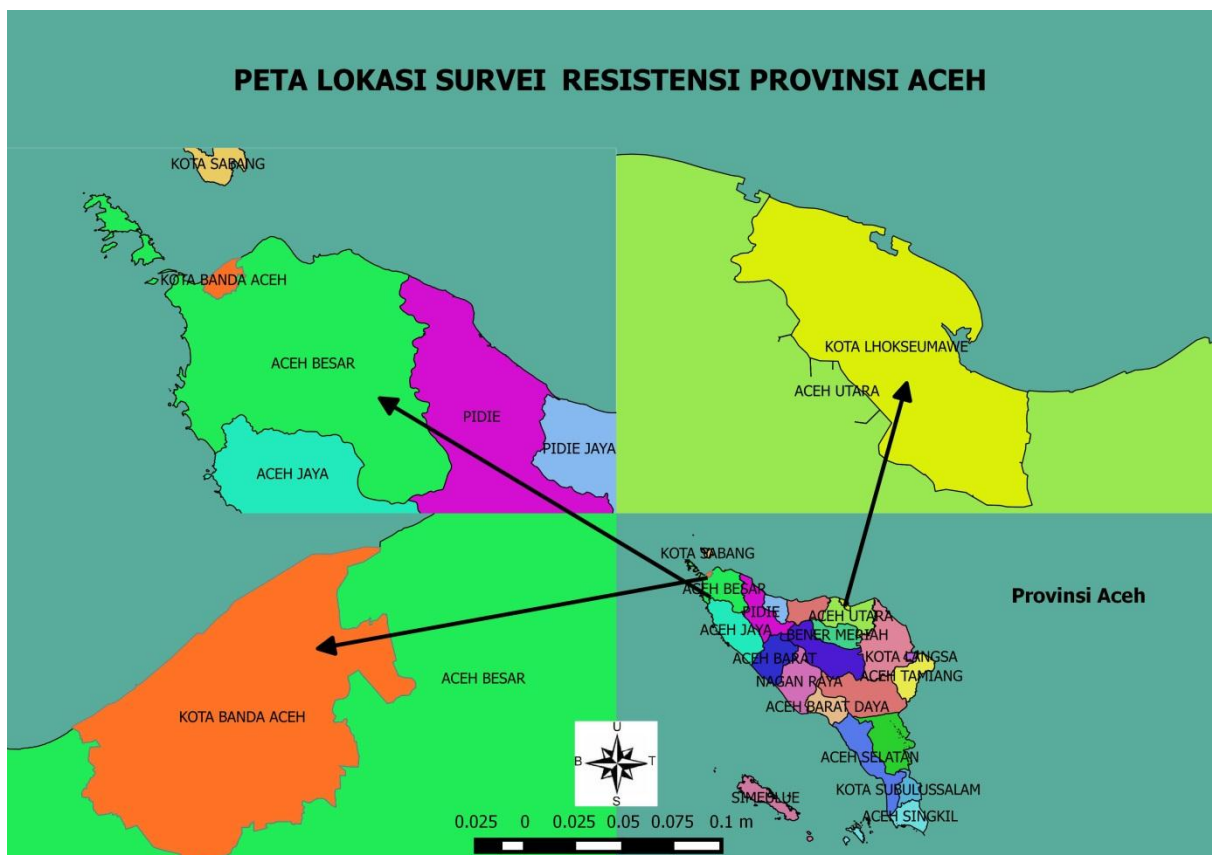 PETA LOKASI SURVEI RESISTENSI PROVINSI ACEH
KOTA SABANG
KOTA BANDA ACEH
ACEH BESAR
PIDIE
PIDIE JAYA
ACEH JAYA
KOTA LHOKSEUMAWE
ACEH UTARA
KOTA BANDA ACEH
ACEH BESAR
U
B
T
S
KOTA SABANG
ACEH BESAR
PIDIE
ACEH UTARA
ACEH JAYA
BENER MERIAH
ACEH BARAT
KOTA LANGSA
NAGAN RAYA
ACEH TAMIANG
ACEH BARAT DAYA
ACEH SELATAN
KOTA SUBULUSSALAM
SIMEULUE
ACEH SINGKIL
Provinsi Aceh
0.025 0 0.025 0.05 0.075 0.1 m